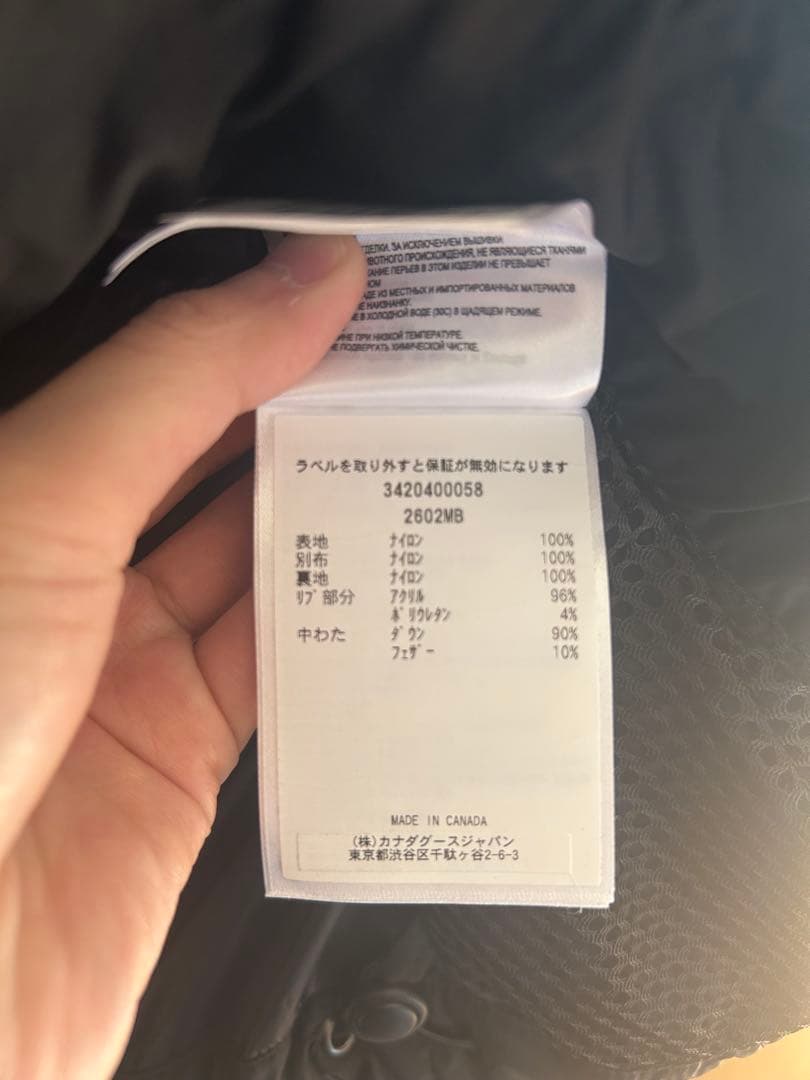 ДЕЛКИ, ЗА ИСКЛЮЧЕНИЕМ ВЫШИВКИ
ВОТНОГО ПРОИСХОЖДЕНИЯ, НЕ ЯВЛЯЮЩИЕСЯ ТКАНЯМИ
ТАНИЕ ПЕРЬЕВ В ЭТОМ ИЗДЕЛИИ НЕ ПРЕВЫШАЕТ
ИЗ МЕСТНЫХ И ИМПОРТИРОВАННЫХ МАТЕРИАЛОВ
НАИЗНАНКУ.
В ХОЛОДНОЙ ВОДЕ (30C) В ЩАДЯЩЕМ РЕЖИМЕ.
ПРИ НИЗКОЙ ТЕМПЕРАТУРЕ.
ПОДВЕРГАТЬ ХИМИЧЕСКОЙ ЧИСТКЕ.
ラベルを取り外すと保証が無効になります
3420400058
2602MB
表地 ﾅｲﾛﾝ 100%
別布 ﾅｲﾛﾝ 100%
裏地 ﾅｲﾛﾝ 100%
ﾘﾌﾞ部分 ｱｸﾘﾙ 96%
ﾎﾟﾘｳﾚﾀﾝ 4%
中わた ﾀﾞｳﾝ 90%
ﾌｪｻﾞｰ 10%
MADE IN CANADA
(株)カナダグースジャパン
東京都渋谷区千駄ヶ谷2-6-3